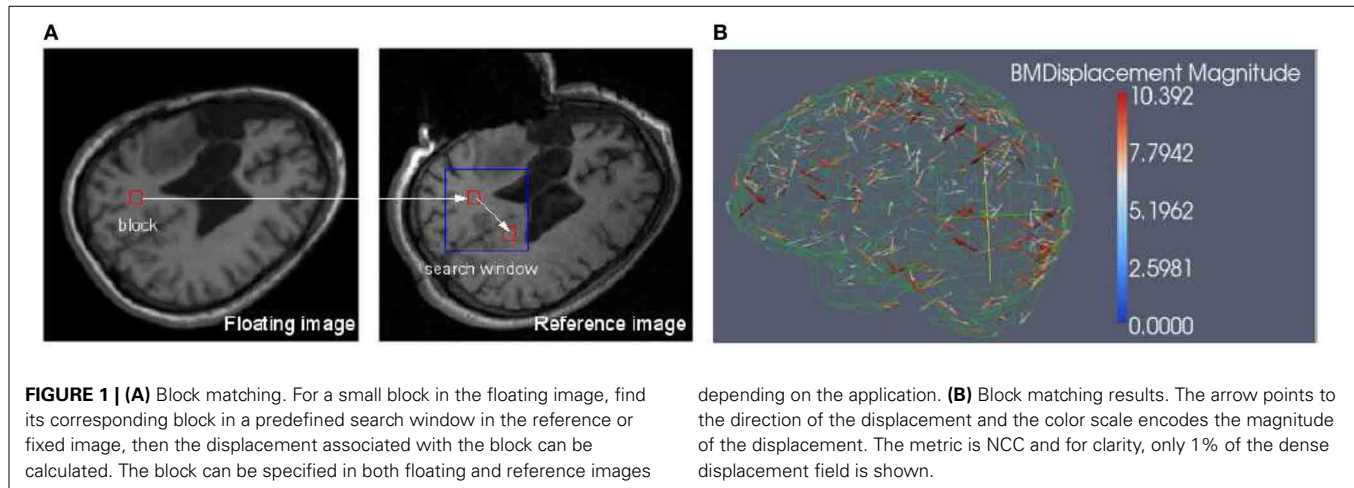 A
B
block
Floating image
search window
Reference image
BMDisplacement Magnitude
10.392
7.7942
5.1962
2.5981
0.0000
FIGURE 1 | (A) Block matching. For a small block in the floating image, find
its corresponding block in a predefined search window in the reference or
fixed image, then the displacement associated with the block can be
calculated. The block can be specified in both floating and reference images
depending on the application. (B) Block matching results. The arrow points to
the direction of the displacement and the color scale encodes the magnitude
of the displacement. The metric is NCC and for clarity, only 1% of the dense
displacement field is shown.